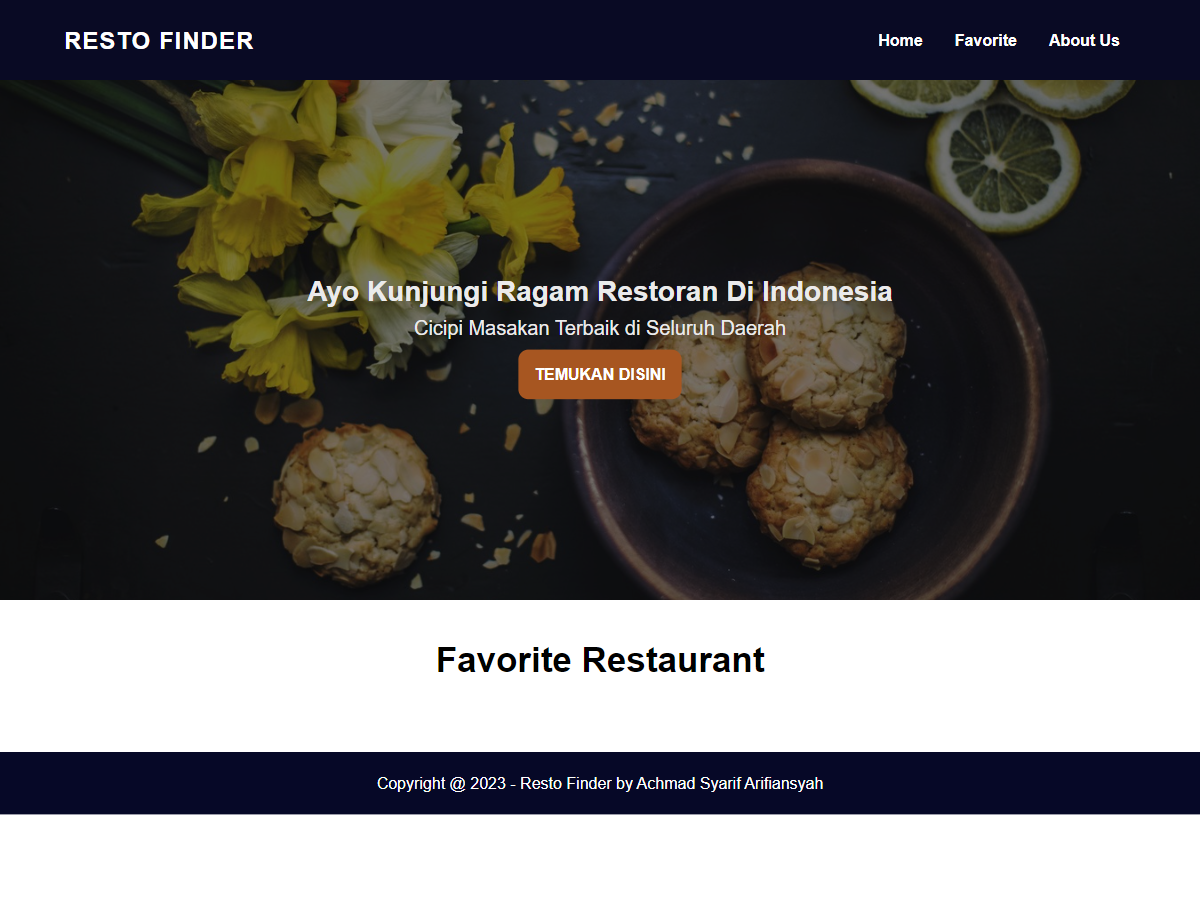 RESTO FINDER
Home Favorite About Us
Ayo Kunjungi Ragam Restoran Di Indonesia
Cicipi Masakan Terbaik di Seluruh Daerah
TEMUKAN DISINI
Favorite Restaurant
Copyright @ 2023 - Resto Finder by Achmad Syarif Arifiansyah